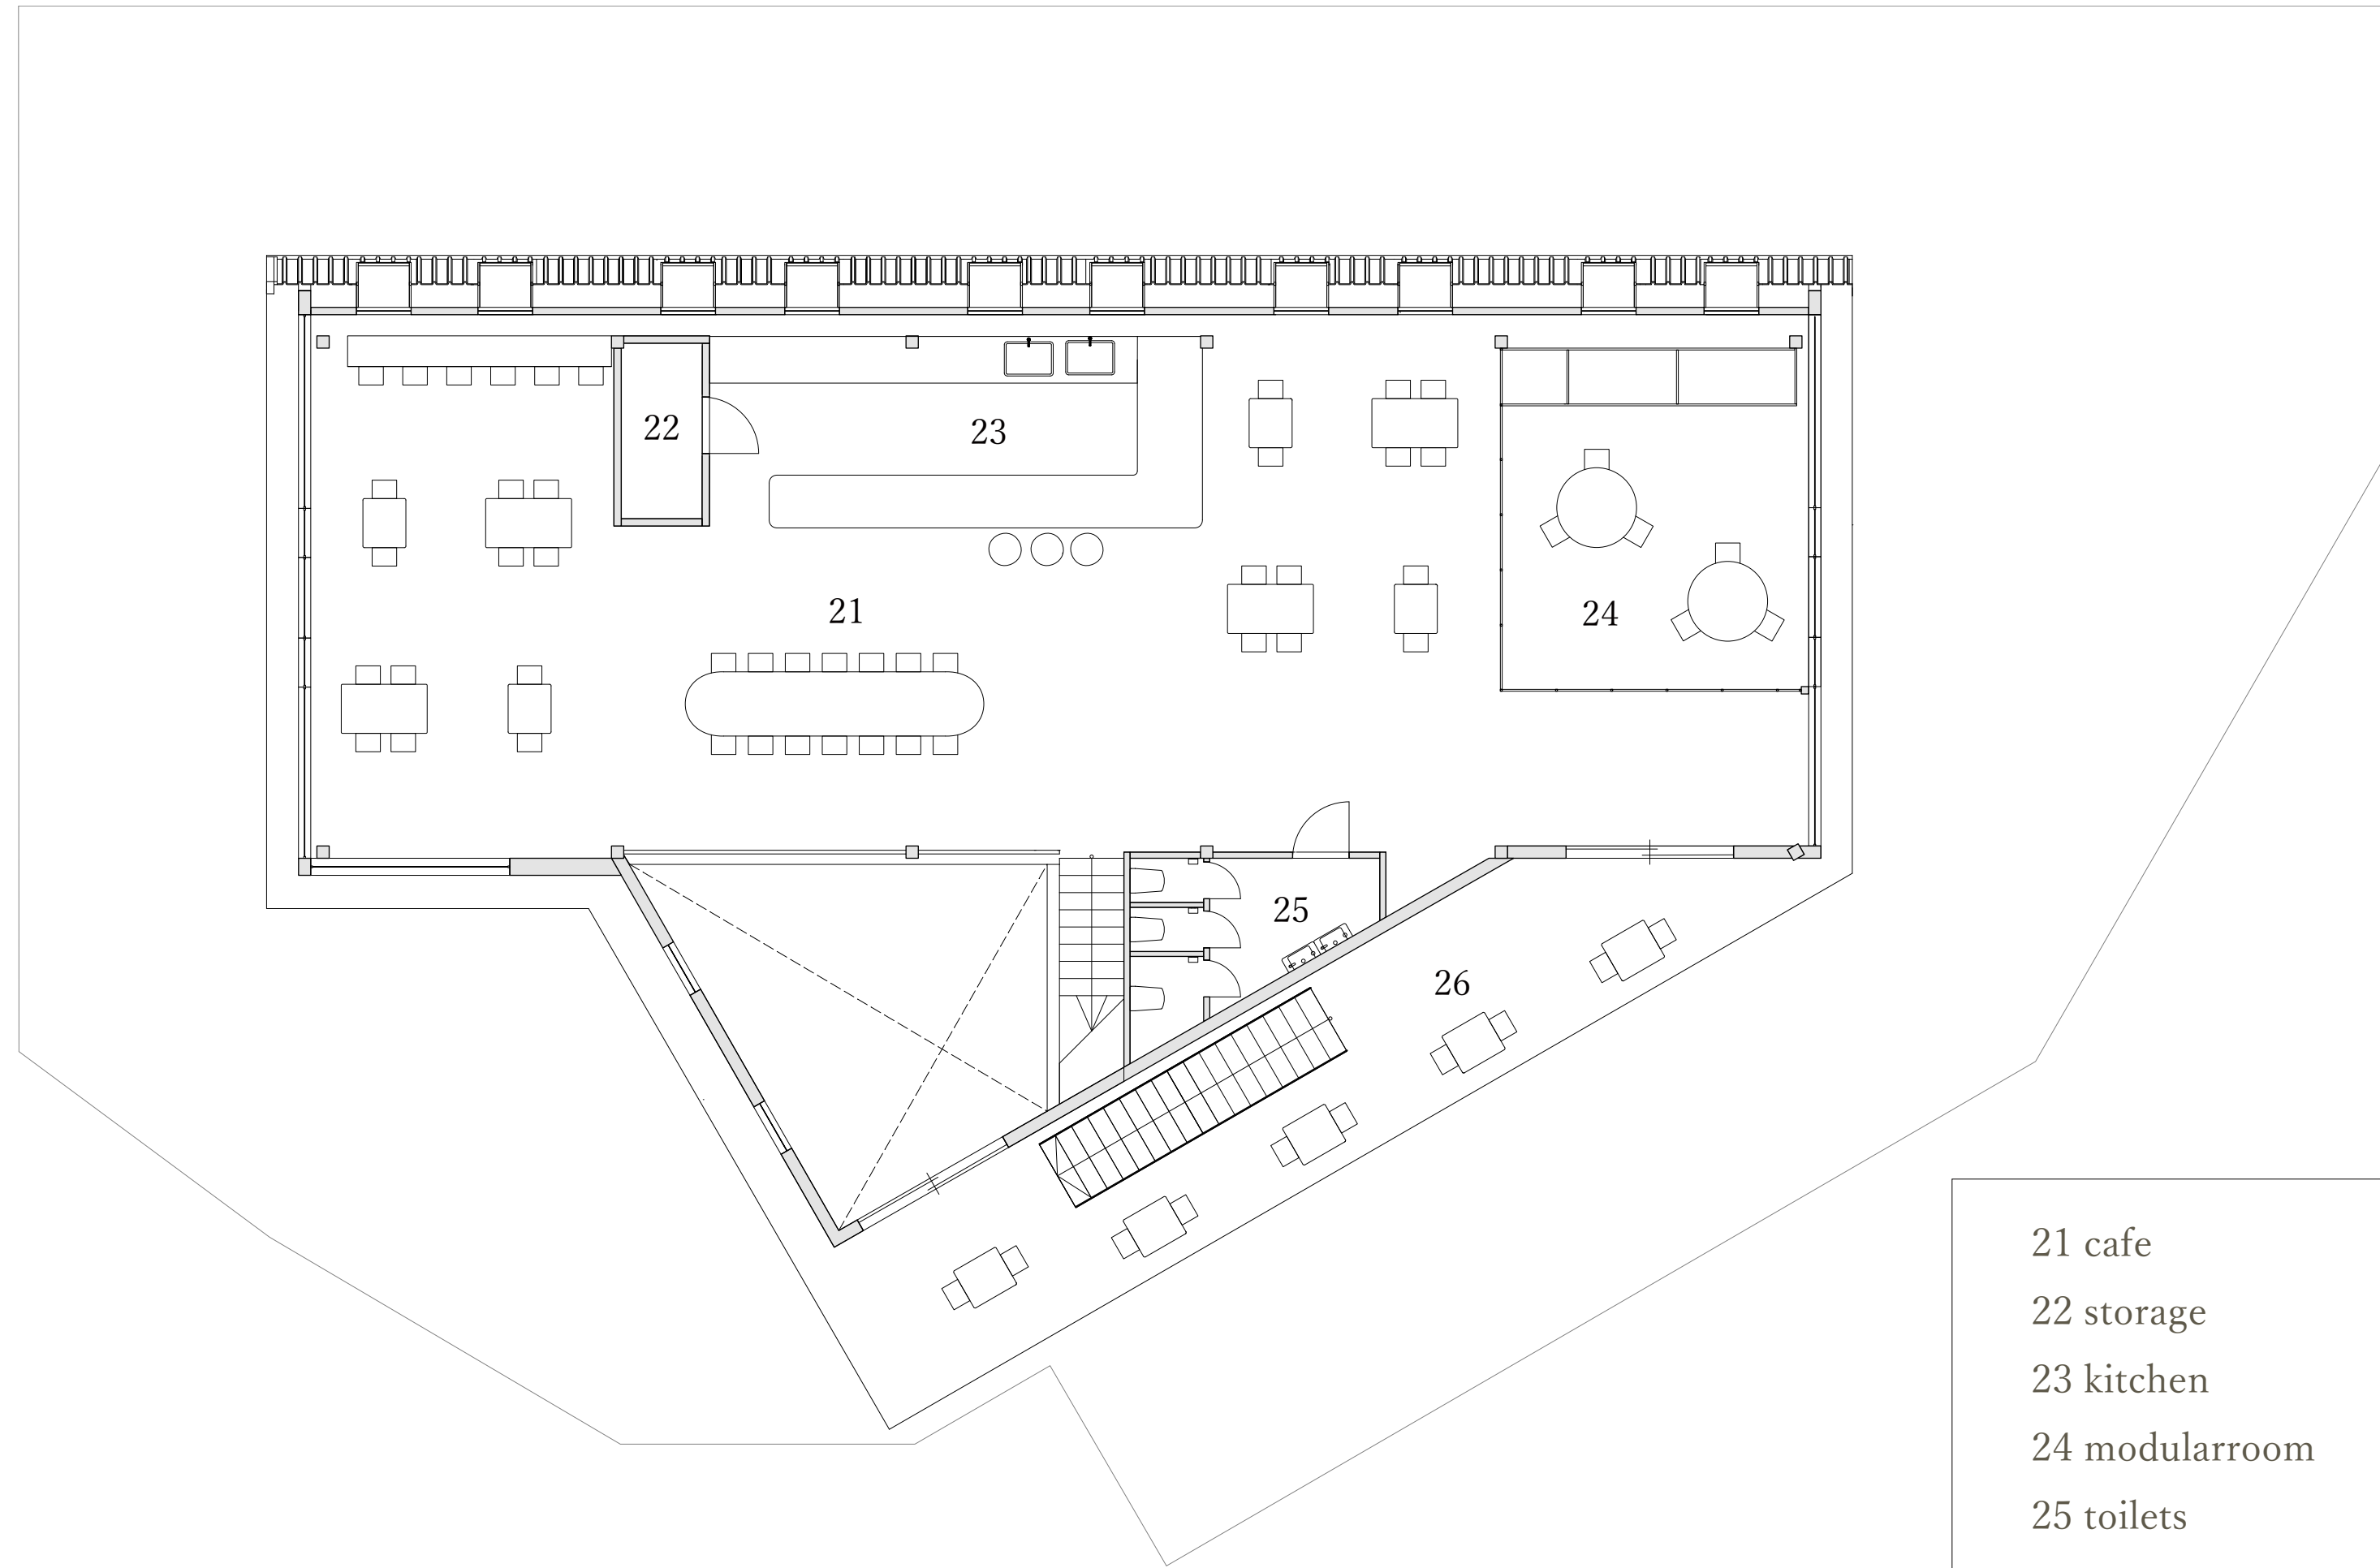 22
23
21
24
25
26
21 cafe
22 storage
23 kitchen
24 modularroom
25 toilets